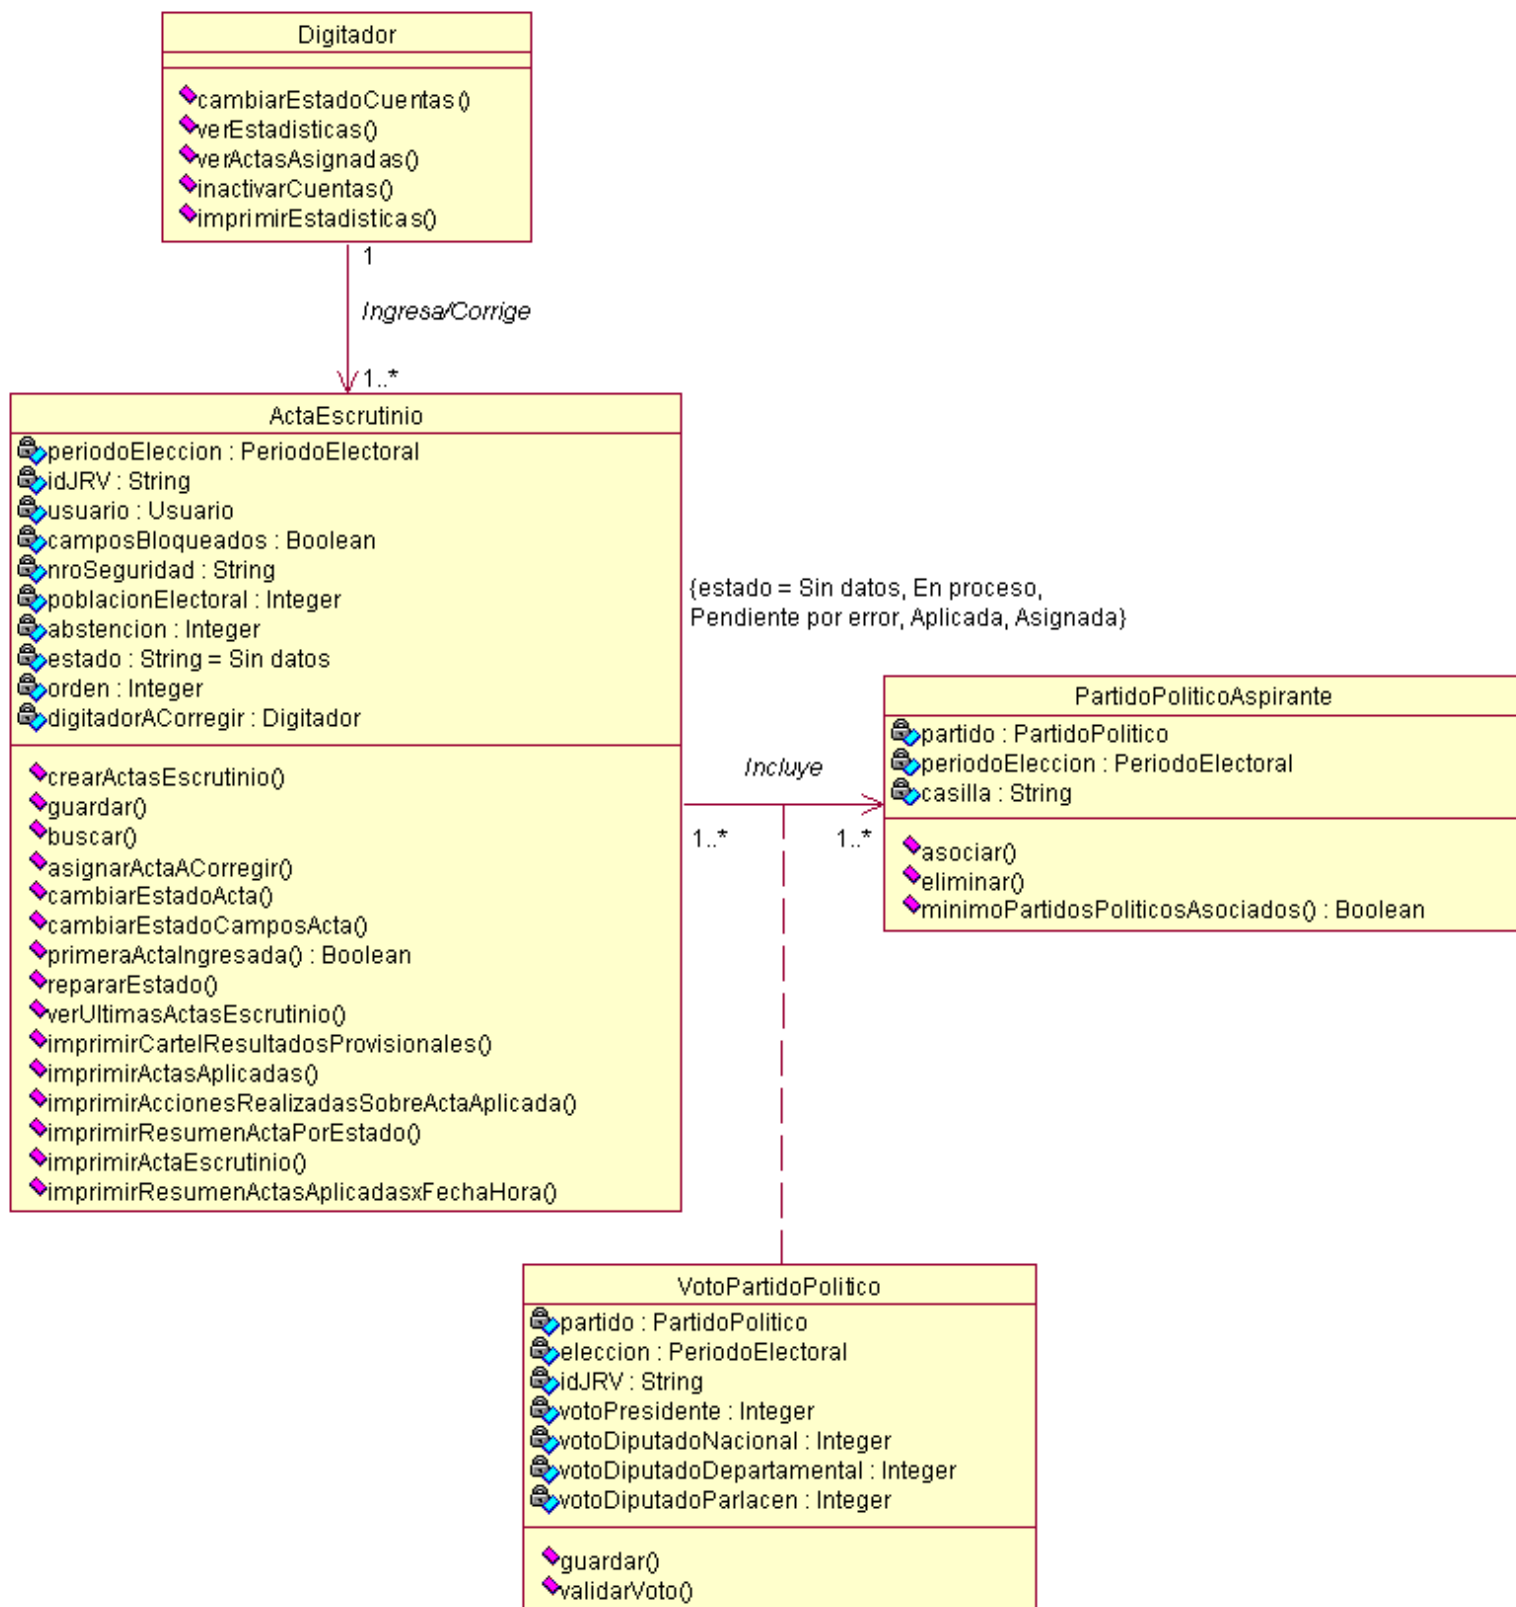 Digitador
cambiarEstadoCuentas()
verEstadisticas()
verActasAsignadas()
inactivarCuentas()
imprimirEstadisticas()
1
Ingresa/Corrige
1..*
ActaEscrutinio
periodoEleccion : PeriodoElectoral
idJRV : String
usuario : Usuario
camposBloqueados : Boolean
nroSeguridad : String
poblacionElectoral : Integer
abstencion : Integer
estado : String = Sin datos
orden : Integer
digitadorACorregir : Digitador
crearActasEscrutinio()
guardar()
buscar()
asignarActaACorregir()
cambiarEstadoActa()
cambiarEstadoCamposActa()
primeraActaIngresada() : Boolean
repararEstado()
verUltimasActasEscrutinio()
imprimirCartelResultadosProvisionales()
imprimirActasAplicadas()
imprimirAccionesRealizadasSobreActaAplicada()
imprimirResumenActaPorEstado()
imprimirActaEscrutinio()
imprimirResumenActasAplicadasxFechaHora()
{estado = Sin datos, En proceso,
Pendiente por error, Aplicada, Asignada}
Incluye
1..*
1..*
PartidoPoliticoAspirante
partido : PartidoPolitico
periodoEleccion : PeriodoElectoral
casilla : String
asociar()
eliminar()
minimoPartidosPoliticosAsociados() : Boolean
VotoPartidoPolitico
partido : PartidoPolitico
eleccion : PeriodoElectoral
idJRV : String
votoPresidente : Integer
votoDiputadoNacional : Integer
votoDiputadoDepartamental : Integer
votoDiputadoParlacen : Integer
guardar()
validarVoto()